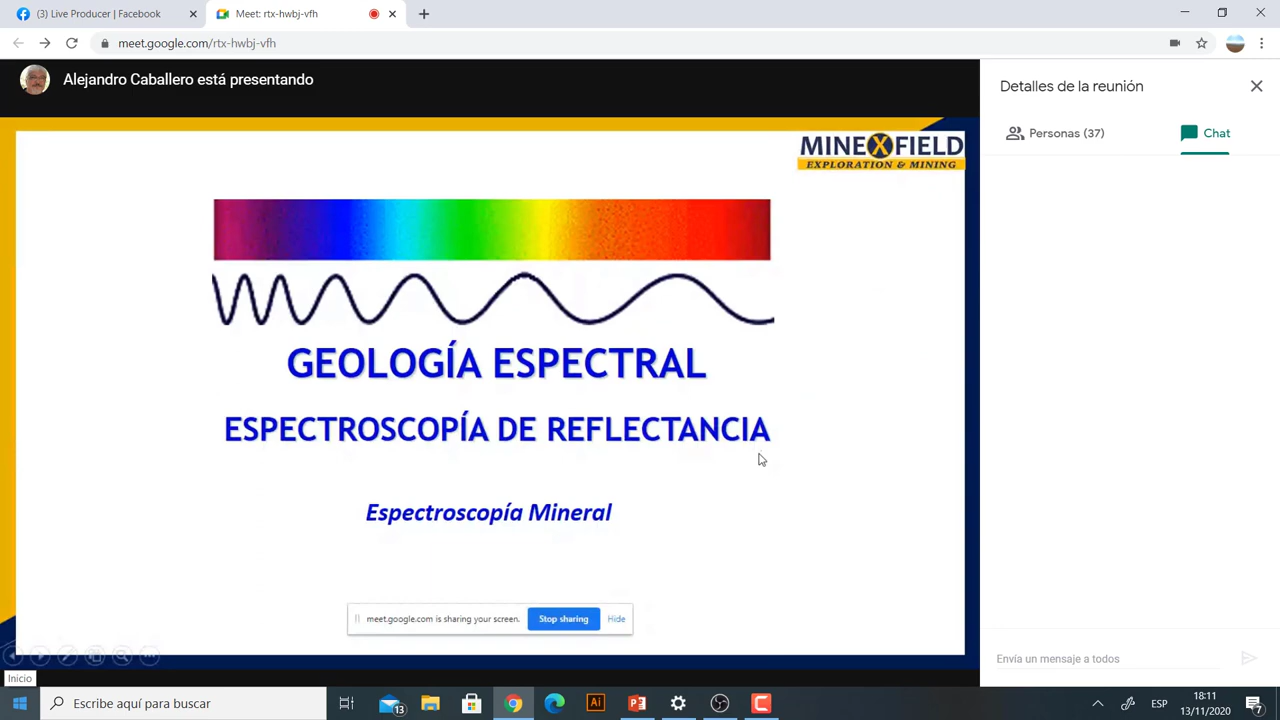 (3) Live Producer | Facebook
Meet: rtx-hwbj-vfh
meet.google.com/rtx-hwbj-vfh
Alejandro Caballero está presentando
Detalles de la reunión
Personas (37)
Chat
MINEXFIELD
EXPLORATION & MINING
GEOLOGÍA ESPECTRAL
ESPECTROSCOPÍA DE REFLECTANCIA
Espectroscopía Mineral
meet.google.com is sharing your screen.
Stop sharing
Hide
Envía un mensaje a todos
Inicio
Escribe aquí para buscar
13
Ai
ESP
18:11
13/11/2020
7